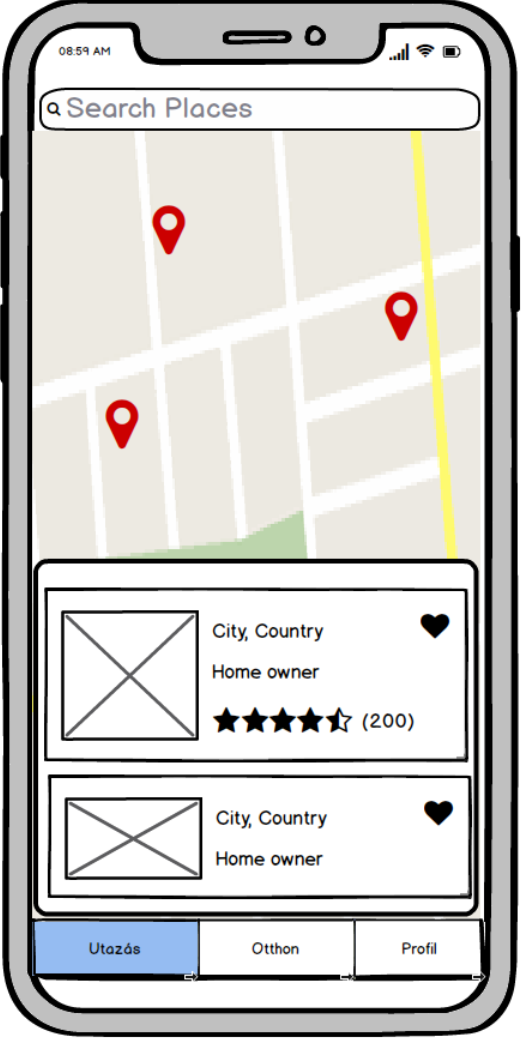 08:59 AM
Search Places
City, Country
Home owner
(200)
City, Country
Home owner
Utazás
Otthon
Profil